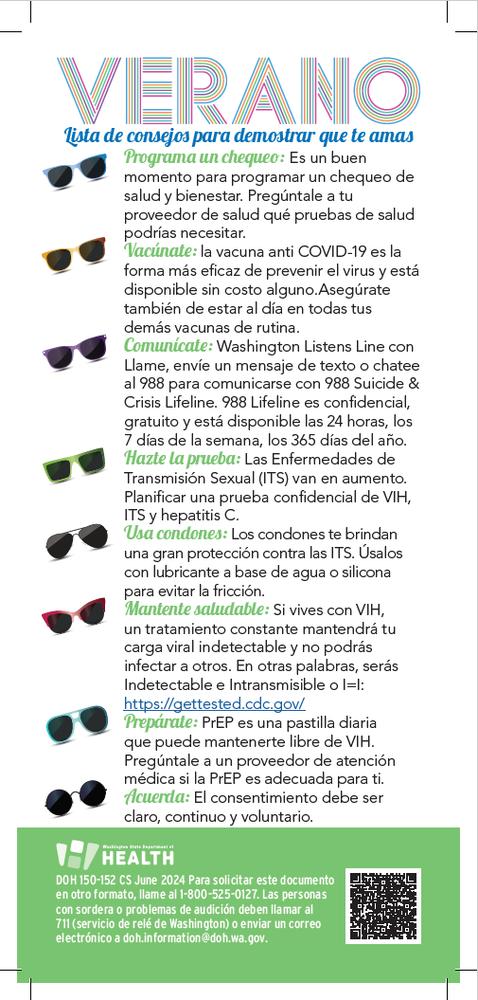 VERANO
Lista de consejos para demostrar que te amas
Programa un chequeo: Es un buen
momento para programar un chequeo de
salud y bienestar. Pregúntale a tu
proveedor de salud qué pruebas de salud
podrías necesitar.
Vacúnate: la vacuna anti COVID-19 es la
forma más eficaz de prevenir el virus y está
disponible sin costo alguno.Asegúrate
también de estar al día en todas tus
demás vacunas de rutina.
Comunícate: Washington Listens Line con
Llame, envíe un mensaje de texto o chatee
al 988 para comunicarse con 988 Suicide &
Crisis Lifeline. 988 Lifeline es confidencial,
gratuito y está disponible las 24 horas, los
7 días de la semana, los 365 días del año.
Hazte la prueba: Las Enfermedades de
Transmisión Sexual (ITS) van en aumento.
Planificar una prueba confidencial de VIH,
ITS y hepatitis C.
Usa condones: Los condones te brindan
una gran protección contra las ITS. Úsalos
con lubricante a base de agua o silicona
para evitar la fricción.
Mantente saludable: Si vives con VIH,
un tratamiento constante mantendrá tu
carga viral indetectable y no podrás
infectar a otros. En otras palabras, serás
Indetectable e Intransmisible o I=I:
https://gettested.cdc.gov/
Prepárate: PrEP es una pastilla diaria
que puede mantenerte libre de VIH.
Pregúntale a un proveedor de atención
médica si la PrEP es adecuada para ti.
Acuerda: El consentimiento debe ser
claro, continuo y voluntario.
Washington State Department of
HEALTH
DOH 150-152 CS June 2024 Para solicitar este documento
en otro formato, llame al 1-800-525-0127. Las personas
con sordera o problemas de audición deben llamar al
711 (servicio de relé de Washington) o enviar un correo
electrónico a doh.information@doh.wa.gov.